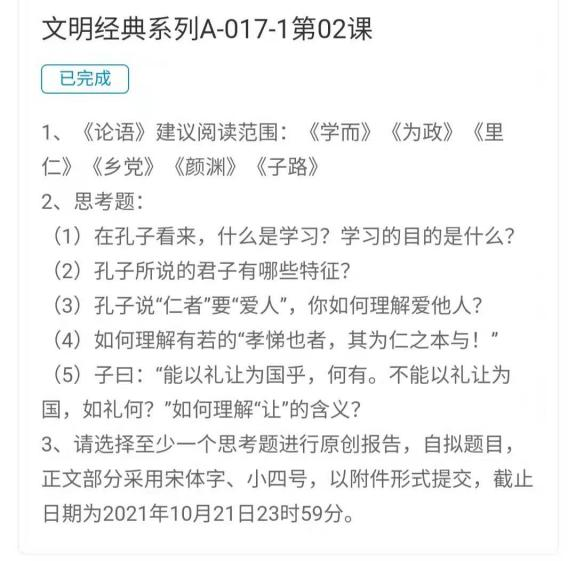 文明经典系列A-017-1第02课
已完成
1、《论语》建议阅读范围：《学而》《为政》《里
仁》《乡党》《颜渊》《子路》
2、思考题：
（1）在孔子看来，什么是学习？学习的目的是什么？
（2）孔子所说的君子有哪些特征？
（3）孔子说“仁者”要“爱人”，你如何理解爱他人？
（4）如何理解有若的“孝悌也者，其为仁之本与！”
（5）子曰：“能以礼让为国乎，何有。不能以礼让为
国，如礼何？”如何理解“让”的含义？
3、请选择至少一个思考题进行原创报告，自拟题目，
正文部分采用宋体字、小四号，以附件形式提交，截止
日期为2021年10月21日23时59分。